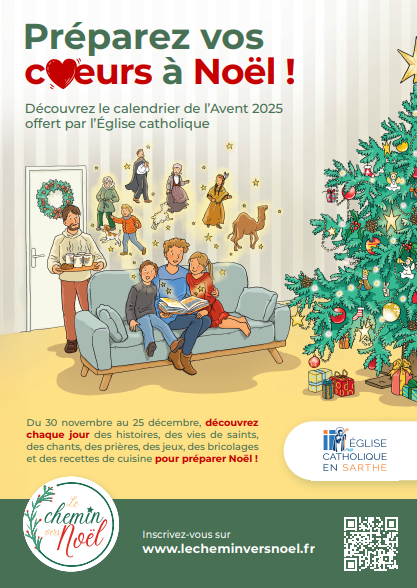 Préparez vos
cœurs à Noël !
Découvrez le calendrier de l'Avent 2025
offert par l'Église catholique
Du 30 novembre au 25 décembre, découvrez
chaque jour des histoires, des vies de saints,
des chants, des prières, des jeux, des bricolages
et des recettes de cuisine pour préparer Noël !
ÉGLISE
CATHOLIQUE
EN SARTHE
Le
chemin
vers
Noël
Inscrivez-vous sur
www.lecheminversnoel.fr